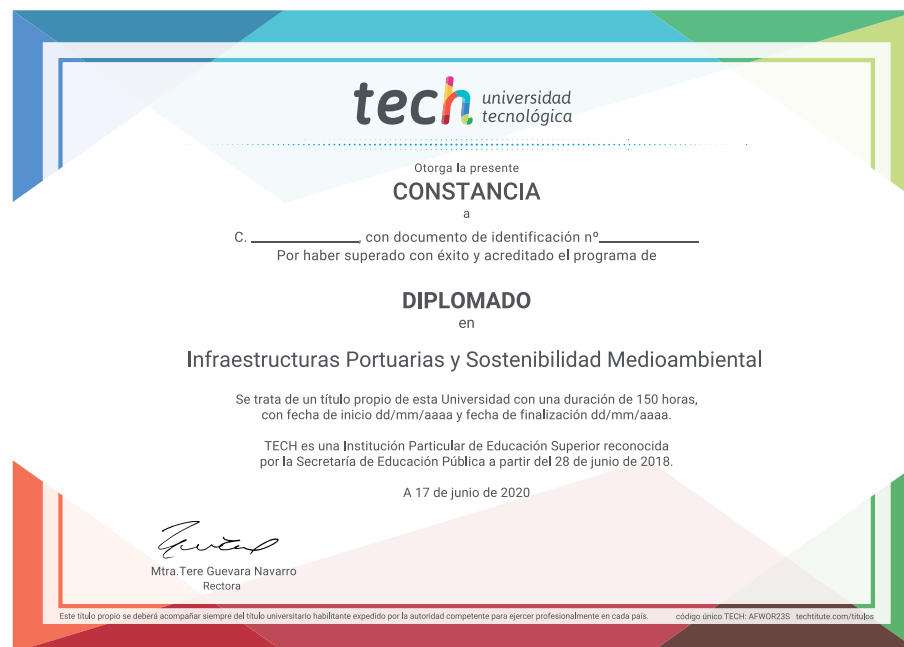 tech universidad
tecnológica
Otorga la presente
CONSTANCIA
a
C. ______________, con documento de identificación nº______________
Por haber superado con éxito y acreditado el programa de
DIPLOMADO
en
Infraestructuras Portuarias y Sostenibilidad Medioambiental
Se trata de un título propio de esta Universidad con una duración de 150 horas,
con fecha de inicio dd/mm/aaaa y fecha de finalización dd/mm/aaaa.
TECH es una Institución Particular de Educación Superior reconocida
por la Secretaría de Educación Pública a partir del 28 de junio de 2018.
A 17 de junio de 2020
Mtra.Tere Guevara Navarro
Rectora
Este título propio se deberá acompañar siempre del título universitario habilitante expedido por la autoridad competente para ejercer profesionalmente en cada país. código único TECH: AFWOR23S techtitute.com/titulos